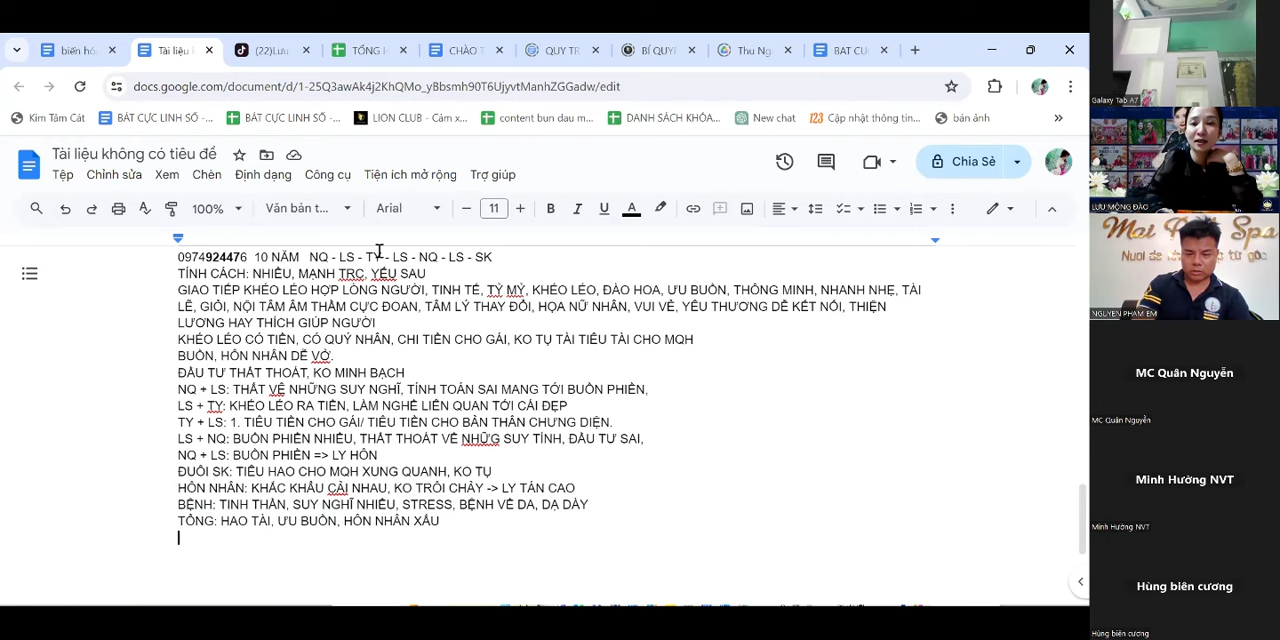 biến hó
Tài liệu k
(22)Lưu
TỔNG H
CHÀO T
QUY TR
BÍ QUYẾ
Thu Ng
BAT CU
docs.google.com/document/d/1-25Q3awAk4j2KhQMo_yBbsmh90T6UjyvtManhZGGadw/edit
Kim Tâm Cát
BÁT CỰC LINH SỐ -...
BÁT CỰC LINH SỐ -...
LION CLUB - Cảm x...
content bun dau m...
DANH SÁCH KHÓA...
New chat
Cập nhật thông tin...
bán ảnh
Tài liệu không có tiêu đề
Chia Sẻ
Tệp Chỉnh sửa Xem Chèn Định dạng Công cụ Tiện ích mở rộng Trợ giúp
100% Văn bản t... Arial 11
0974924476 10 NĂM NQ - LS - TY - LS - NQ - LS - SK
TÍNH CÁCH: NHIỀU, MẠNH TRC, YẾU SAU
GIAO TIẾP KHÉO LÉO HỢP LÒNG NGƯỜI, TINH TẾ, TỶ MỶ, KHÉO LÉO, ĐÀO HOA, ƯU BUỒN, THÔNG MINH, NHANH NHẸ, TÀI
LẼ, GIỎI, NỘI TÂM ÂM THẦM CỰC ĐOAN, TÂM LÝ THAY ĐỔI, HỌA NỮ NHÂN, VUI VẺ, YÊU THƯƠNG DỄ KẾT NỐI, THIỆN
LƯƠNG HAY THÍCH GIÚP NGƯỜI
KHÉO LÉO CÓ TIỀN, CÓ QUÝ NHÂN, CHI TIỀN CHO GÁI, KO TỤ TÀI TIÊU TÀI CHO MQH
BUỒN, HÔN NHÂN DỄ VỠ.
ĐẦU TƯ THẤT THOÁT, KO MINH BẠCH
NQ + LS: THẤT VỀ NHỮNG SUY NGHĨ, TÍNH TOÁN SAI MANG TỚI BUỒN PHIỀN,
LS + TY: KHÉO LÉO RA TIỀN, LÀM NGHỀ LIÊN QUAN TỚI CÁI ĐẸP
TY + LS: 1. TIÊU TIỀN CHO GÁI/ TIÊU TIỀN CHO BẢN THÂN CHƯNG DIỆN.
LS + NQ: BUỒN PHIỀN NHIỀU, THẤT THOÁT VỀ NHỮG SUY TÍNH, ĐẦU TƯ SAI,
NQ + LS: BUỒN PHIỀN => LY HÔN
ĐUÔI SK: TIÊU HAO CHO MQH XUNG QUANH, KO TỤ
HÔN NHÂN: KHẮC KHẨU CÃI NHAU, KO TRÔI CHẢY -> LY TÁN CAO
BỆNH: TINH THẦN, SUY NGHĨ NHIỀU, STRESS, BỆNH VỀ DA, DẠ DÀY
TỔNG: HAO TÀI, ƯU BUỒN, HÔN NHÂN XẤU
Galaxy Tab A7
LƯU MỘNG ĐÀO
Mai Spa
Nuôi da từ gốc
NGUYEN PHAM EM
MC Quân Nguyễn
MC Quân Nguyễn
Minh Hường NVT
Minh Hường NVT
Hùng biên cương
Hùng biên cương